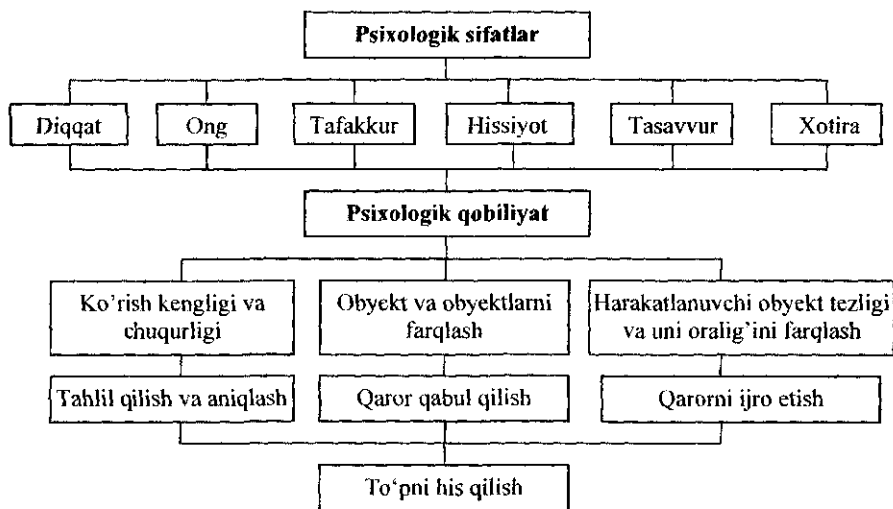 Psixologik sifatlar
Diqqat
Ong
Tafakkur
Hissiyot
Tasavvur
Xotira
Psixologik qobiliyat
Ko'rish kengligi va
chuqurligi
Obyekt va obyektlarni
farqlash
Harakatlanuvchi obyekt tezligi
va uni oralig'ini farqlash
Tahlil qilish va aniqlash
Qaror qabul qilish
Qarorni ijro etish
To‘pni his qilish